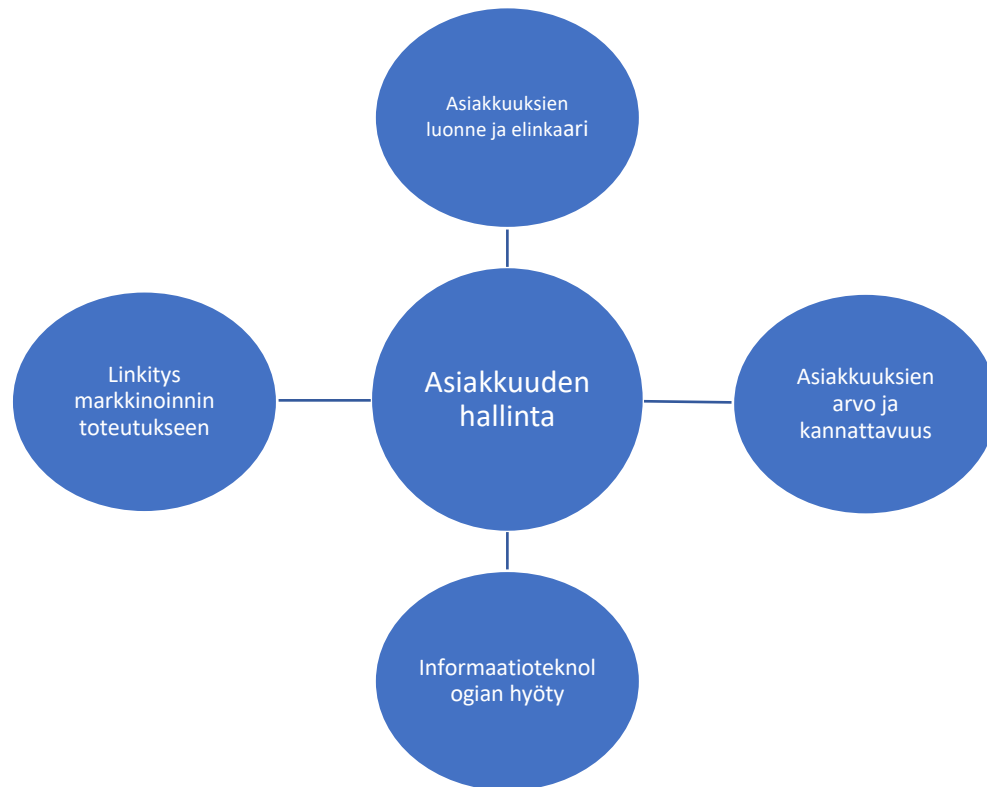 Asiakkuuksien
luonne ja elinkaari
Linkitys
markkinoinnin
toteutukseen
Asiakkuuden
hallinta
Asiakkuuksien
arvo ja
kannattavuus
Informaatioteknol
ogian hyöty